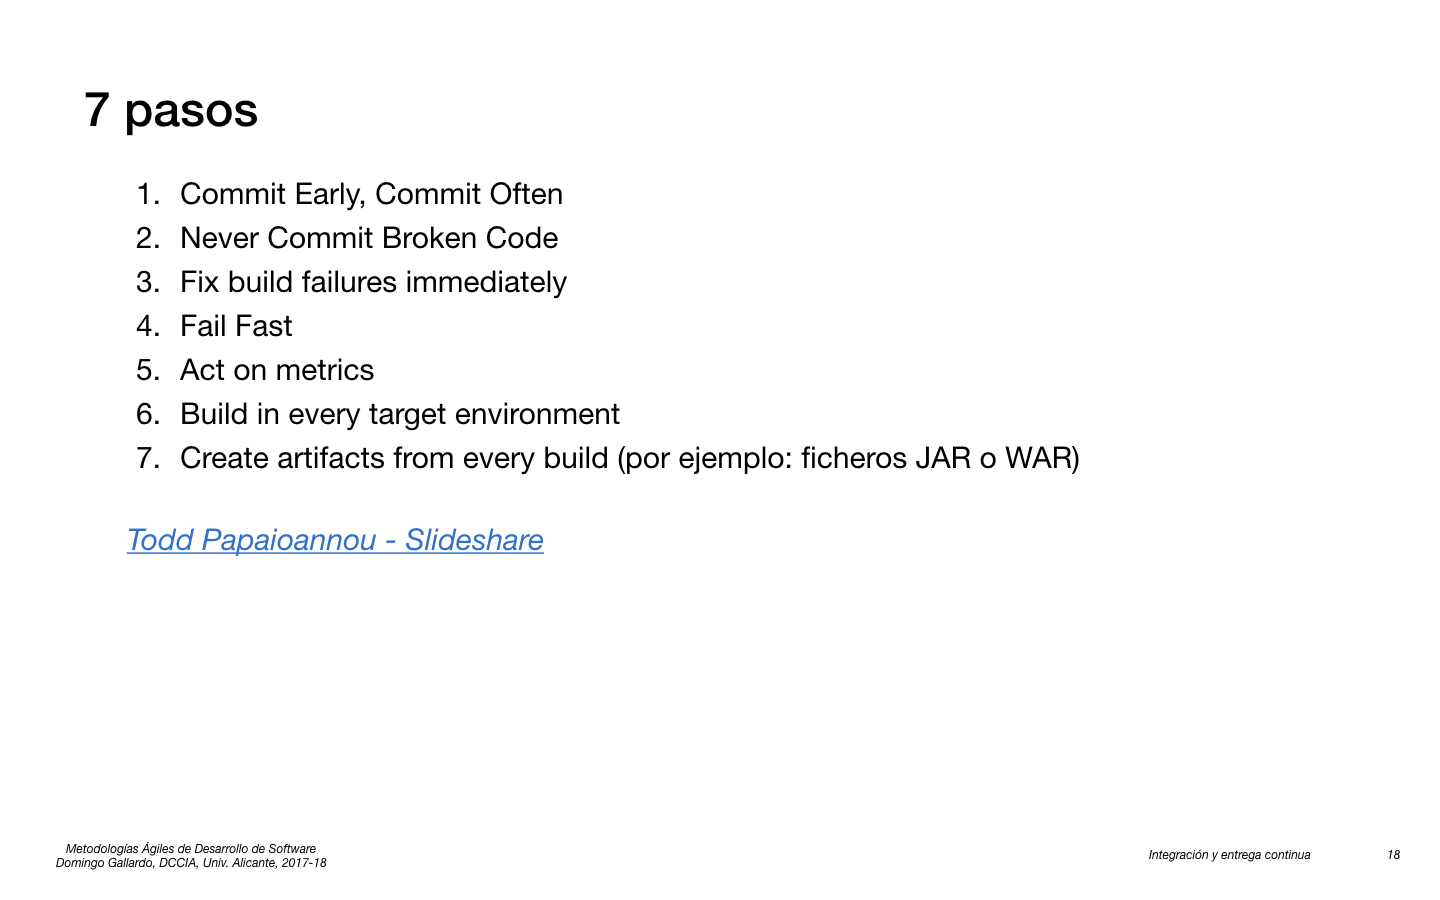 7 pasos
1. Commit Early, Commit Often
2. Never Commit Broken Code
3. Fix build failures immediately
4. Fail Fast
5. Act on metrics
6. Build in every target environment
7. Create artifacts from every build (por ejemplo: ficheros JAR o WAR)
Todd Papaioannou - Slideshare
Metodologías Ágiles de Desarrollo de Software
Domingo Gallardo, DCCIA, Univ. Alicante, 2017-18
Integración y entrega continua
18